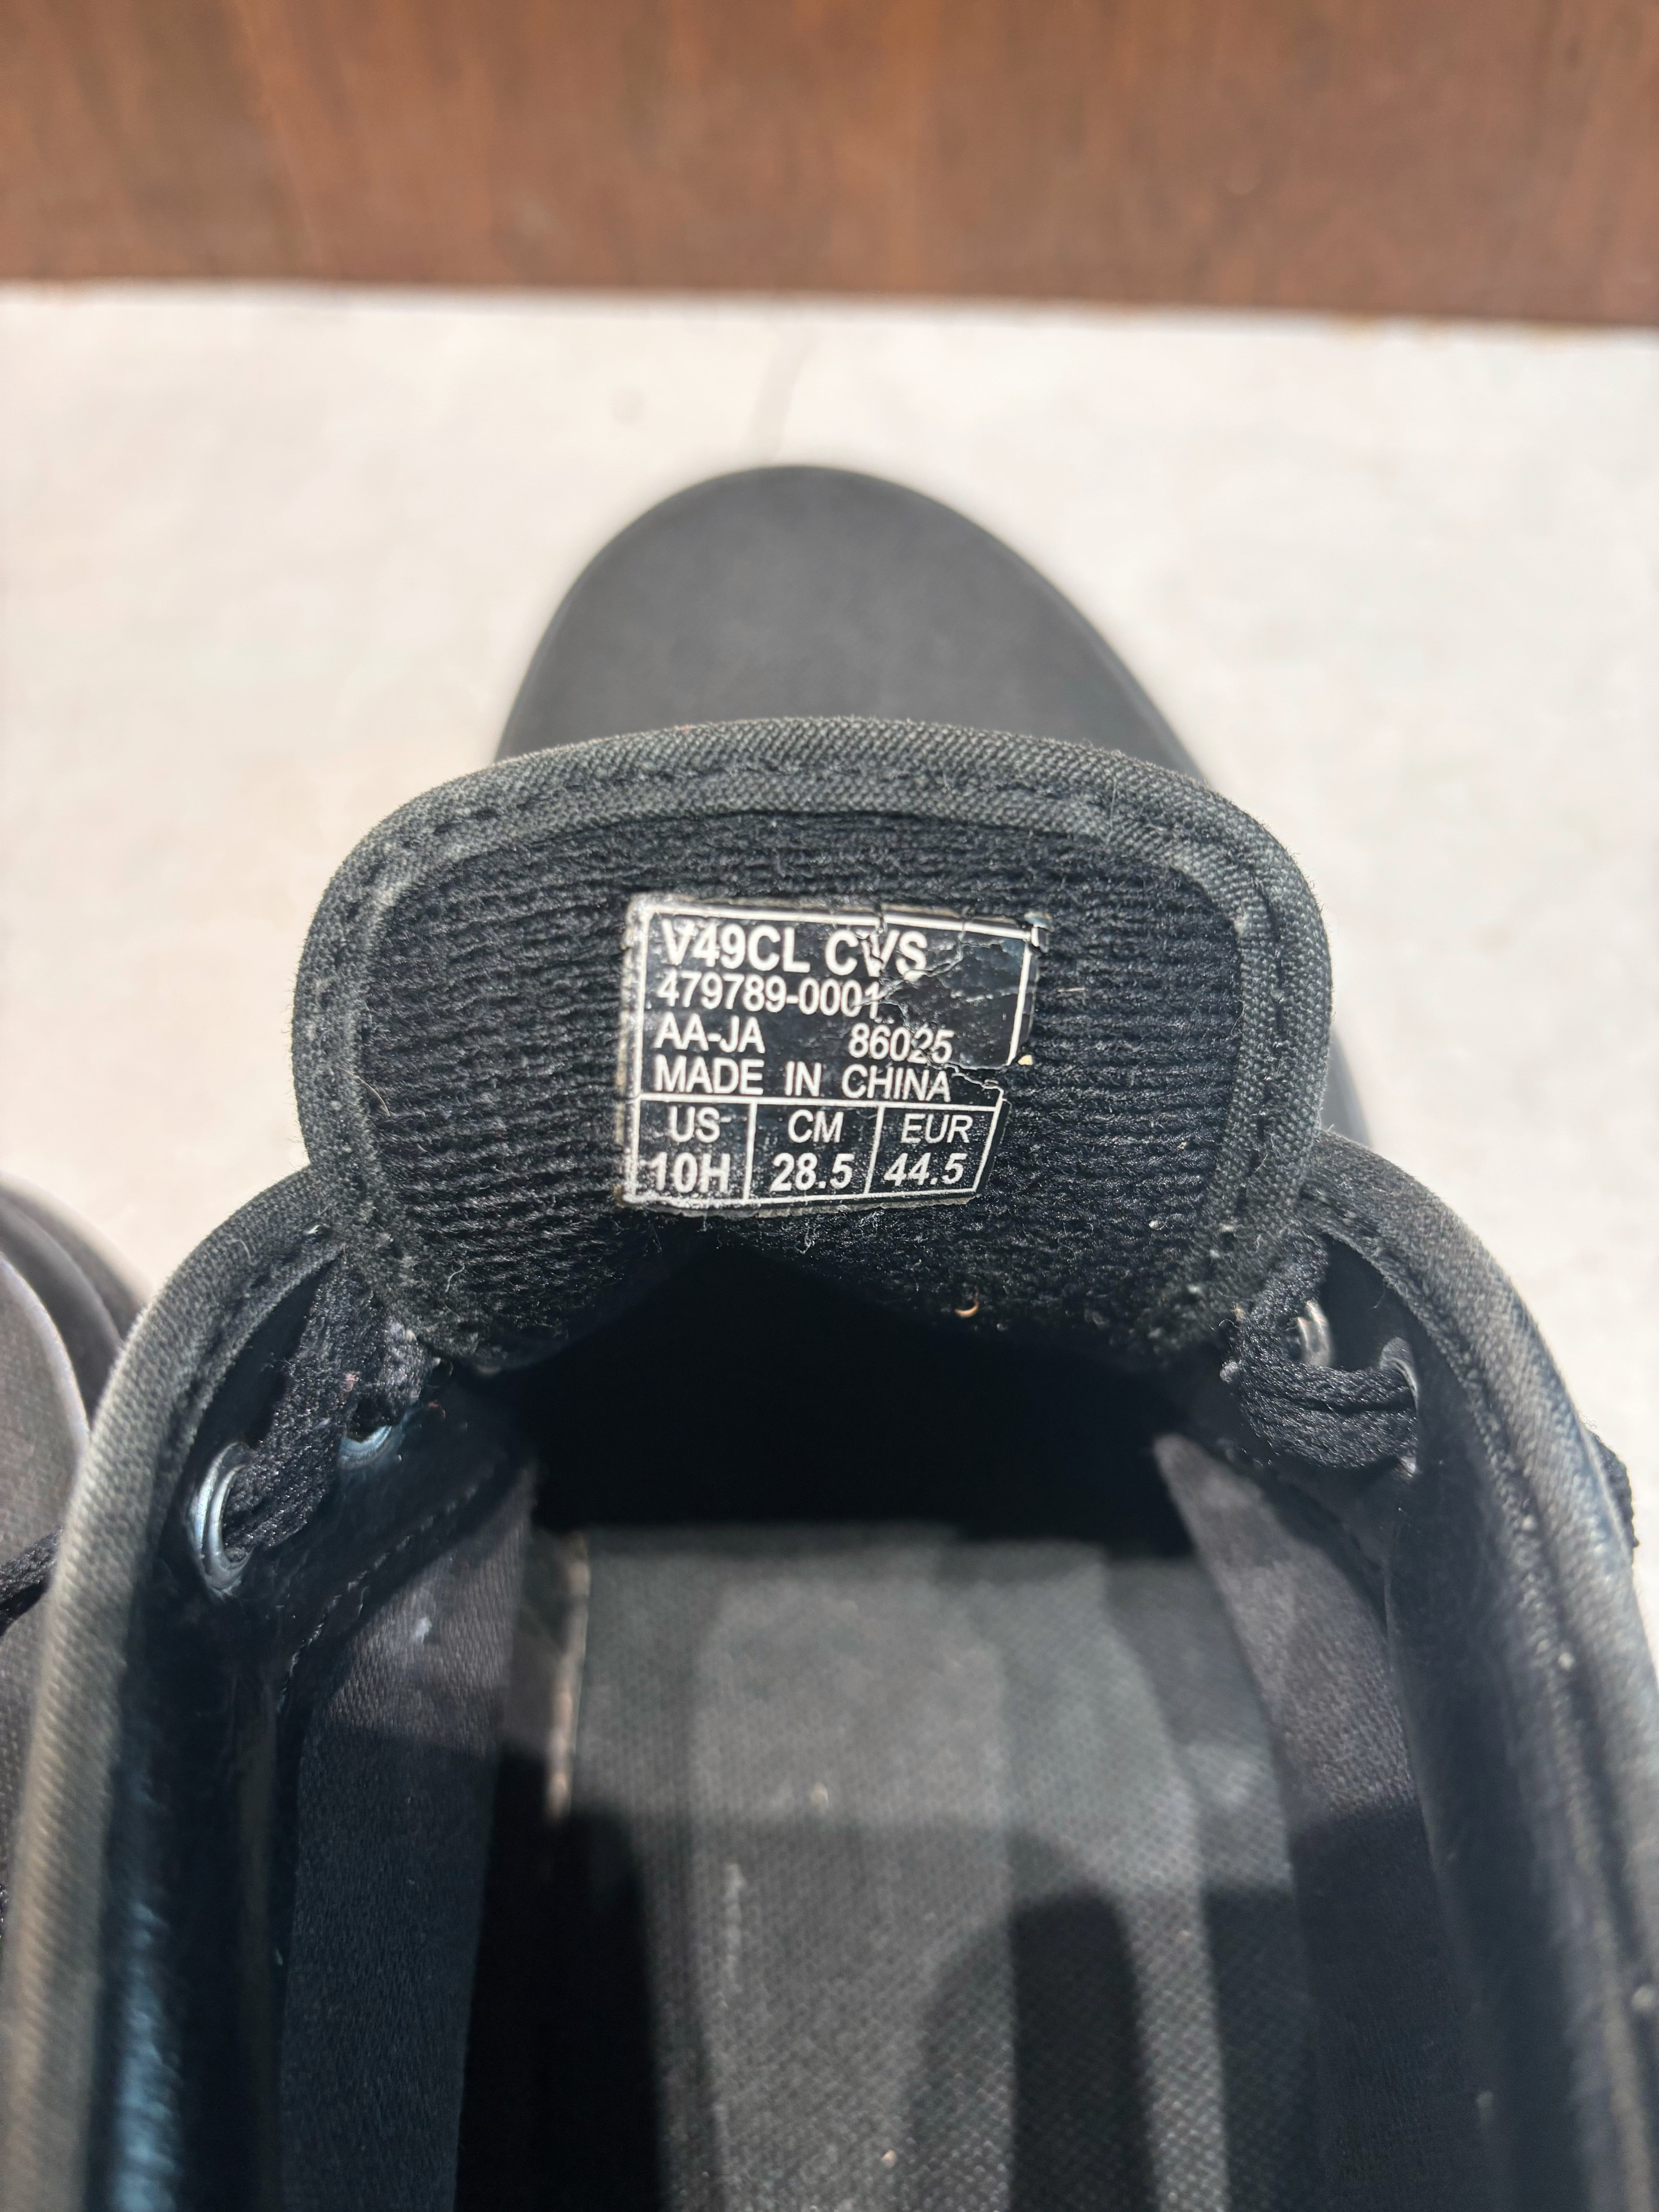 V49CL CVS
479789-0001
AA-JA 86025
MADE IN CHINA
US CM EUR
10H 28.5 44.5